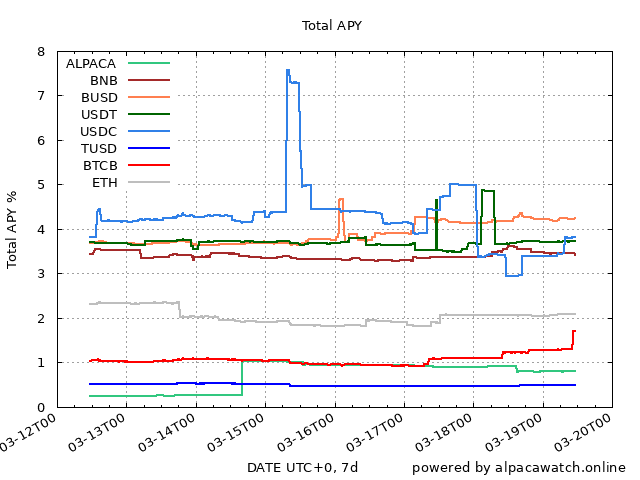 Total APY
Total APY %
8
7
6
5
4
3
2
1
0
ALPACA
BNB
BUSD
USDT
USDC
TUSD
BTCB
ETH
03-12T00
03-13T00
03-14T00
03-15T00
03-16T00
03-17T00
03-18T00
03-19T00
03-20T00
DATE UTC+0, 7d
powered by alpacawatch.online